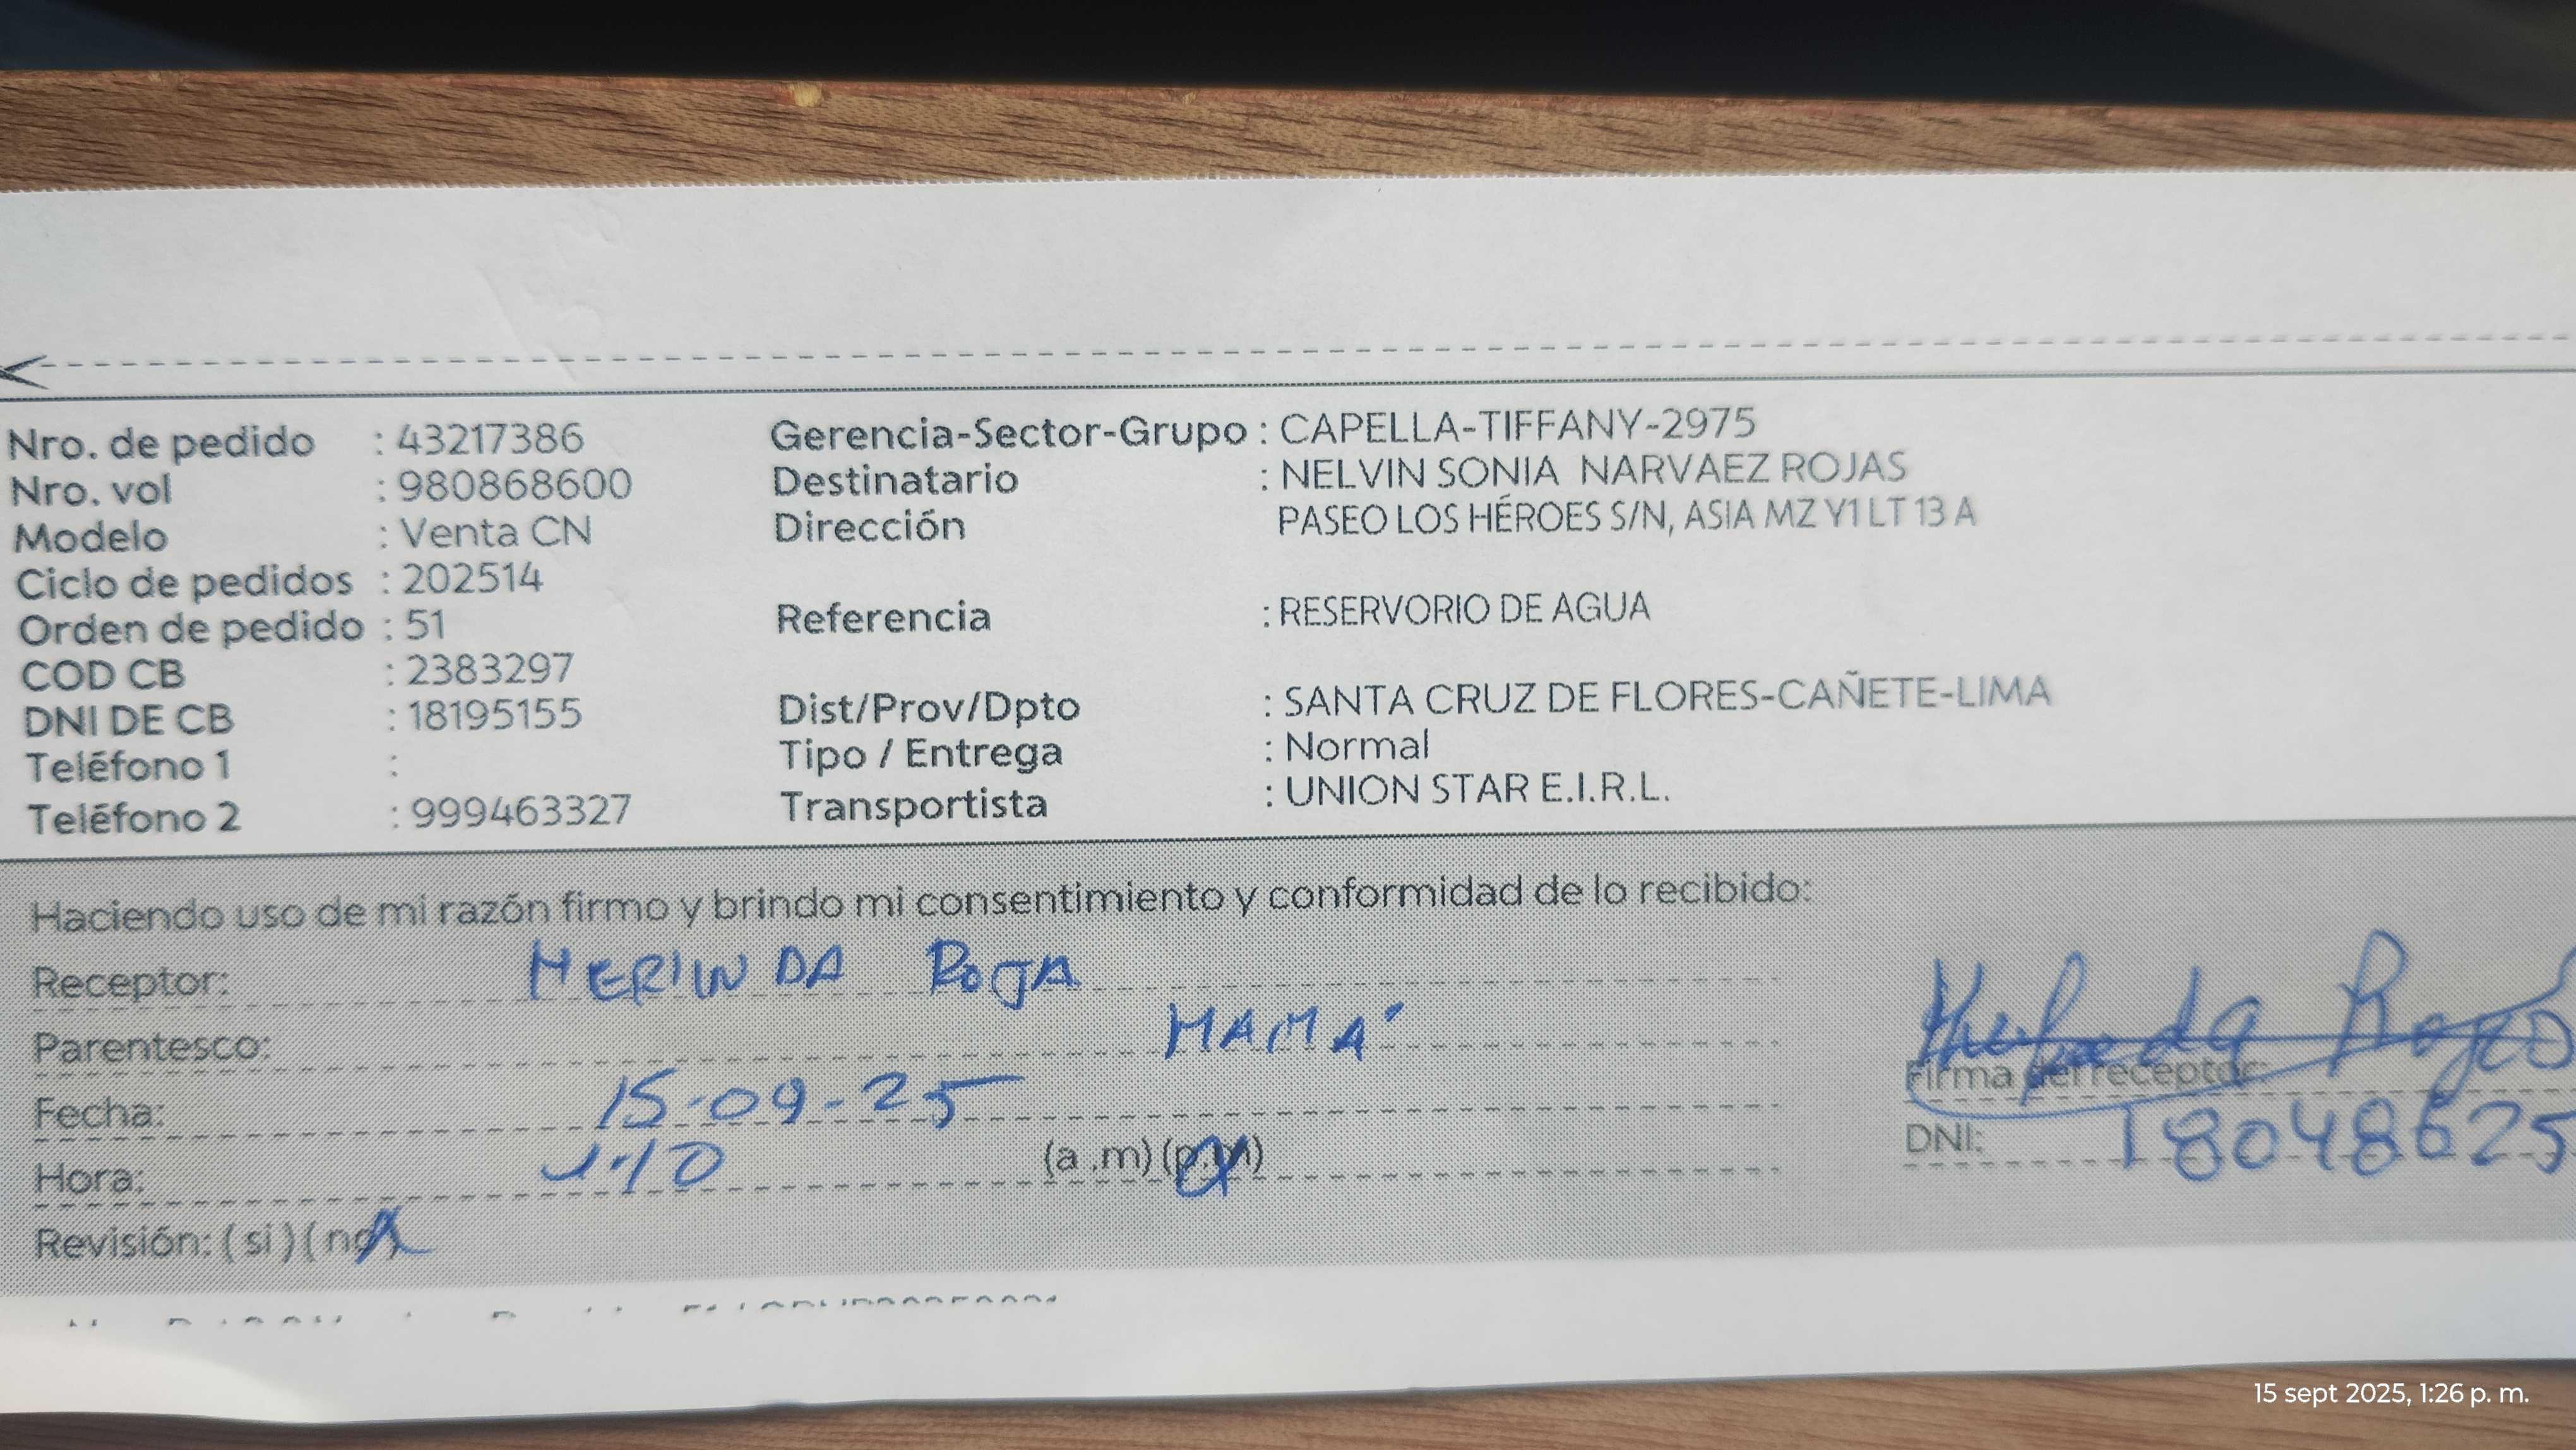 Nro. de pedido : 43217386
Nro. vol : 980868600
Modelo : Venta CN
Ciclo de pedidos : 202514
Orden de pedido : 51
COD CB : 2383297
DNI DE CB : 18195155
Teléfono 1 :
Teléfono 2 : 999463327
Gerencia-Sector-Grupo : CAPELLA-TIFFANY-2975
Destinatario : NELVIN SONIA NARVAEZ ROJAS
Dirección PASEO LOS HÉROES S/N, ASIA MZ Y1 LT 13 A
Referencia : RESERVORIO DE AGUA
Dist/Prov/Dpto : SANTA CRUZ DE FLORES-CAÑETE-LIMA
Tipo / Entrega : Normal
Transportista : UNION STAR E.I.R.L.
Haciendo uso de mi razón firmo y brindo mi consentimiento y conformidad de lo recibido:
Receptor: MERINDA ROJA
Parentesco: MAMÁ
Fecha: 15-09-25
Hora: 1:10 (a .m) (p.m)
Revisión: ( si ) ( no )
Rojas
Firma del receptor:
DNI: 18048625
15 sept 2025, 1:26 p. m.